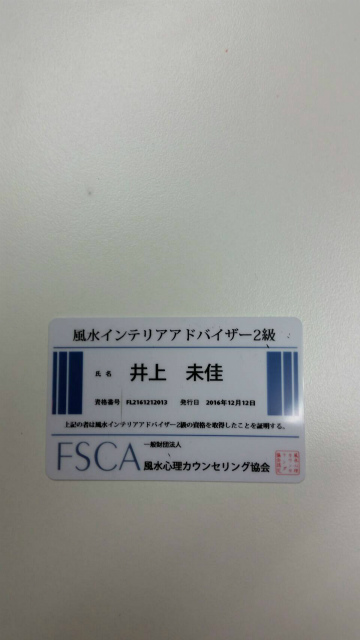 風水インテリアアドバイザー2級
氏名 井上 未佳
資格番号 FL2161212013 発行日 2016年12月12日
上記の者は風水インテリアアドバイザー2級の資格を取得したことを証明する。
FSCA 一般財団法人
風水心理カウンセリング協会